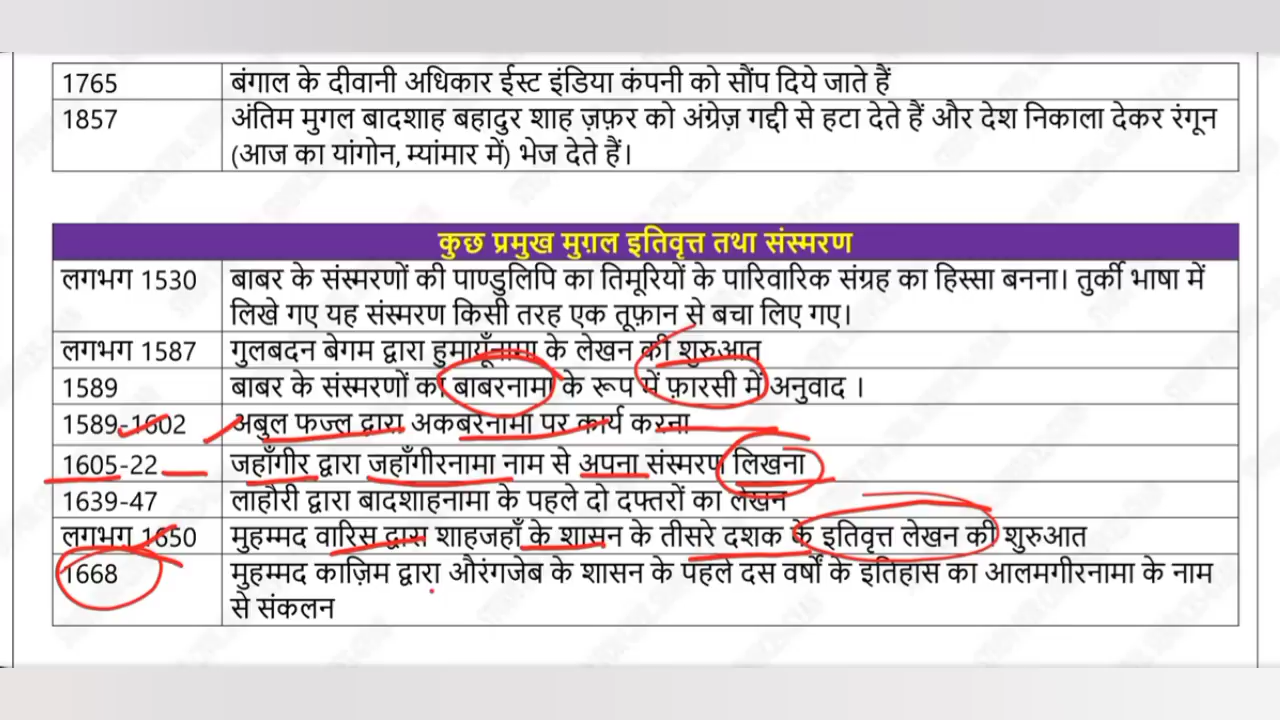 1765 बंगाल के दीवानी अधिकार ईस्ट इंडिया कंपनी को सौंप दिये जाते हैं
1857 अंतिम मुगल बादशाह बहादुर शाह ज़फ़र को अंग्रेज़ गद्दी से हटा देते हैं और देश निकाला देकर रंगून
(आज का यांगोन, म्यांमार में) भेज देते हैं।
कुछ प्रमुख मुग़ल इतिवृत्त तथा संस्मरण
लगभग 1530 बाबर के संस्मरणों की पाण्डुलिपि का तिमूरियों के पारिवारिक संग्रह का हिस्सा बनना। तुर्की भाषा में
लिखे गए यह संस्मरण किसी तरह एक तूफ़ान से बचा लिए गए।
लगभग 1587 गुलबदन बेगम द्वारा हुमायूँनामा के लेखन की शुरुआत
1589 बाबर के संस्मरणों का बाबरनामा के रूप में फ़ारसी में अनुवाद ।
1589-1602 अबुल फज्ल द्वारा अकबरनामा पर कार्य करना
1605-22 जहाँगीर द्वारा जहाँगीरनामा नाम से अपना संस्मरण लिखना
1639-47 लाहौरी द्वारा बादशाहनामा के पहले दो दफ्तरों का लेखन
लगभग 1650 मुहम्मद वारिस द्वारा शाहजहाँ के शासन के तीसरे दशक के इतिवृत्त लेखन की शुरुआत
1668 मुहम्मद काज़िम द्वारा औरंगजेब के शासन के पहले दस वर्षों के इतिहास का आलमगीरनामा के नाम
से संकलन